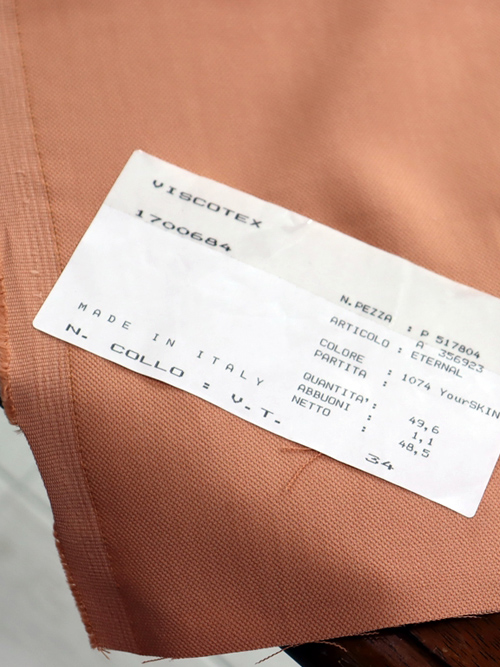 VISCOTEX
1700684
N.PEZZA : P 517804
A 356923
ARTICOLO : ETERNAL
COLORE : 1074 YourSKIN
PARTITA :
QUANTITA': 49,6
ABBUONI : 1,1
NETTO : 48,5
MADE IN ITALY
N. COLLO = V.T. 34